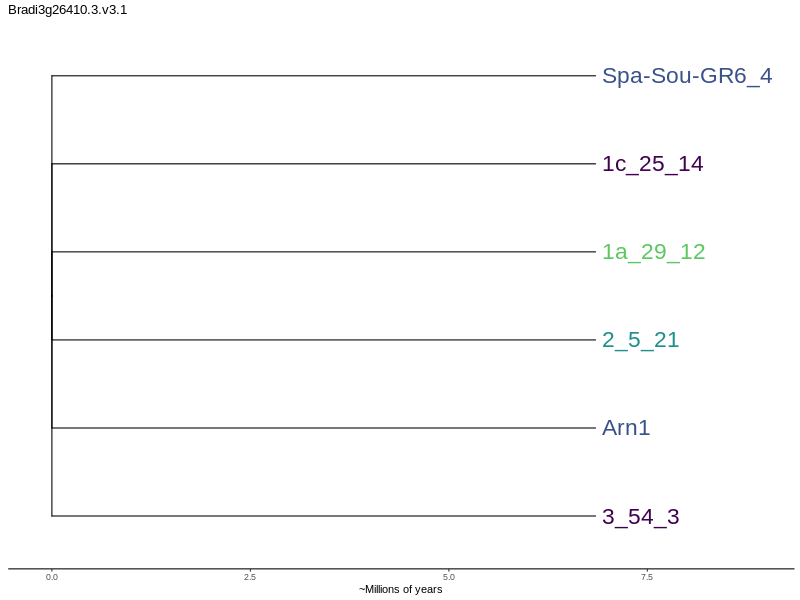 Bradi3g26410.3.v3.1
Spa-Sou-GR6_4
1c_25_14
1a_29_12
2_5_21
Arn1
3_54_3
0.0 2.5 5.0 7.5
~Millions of years